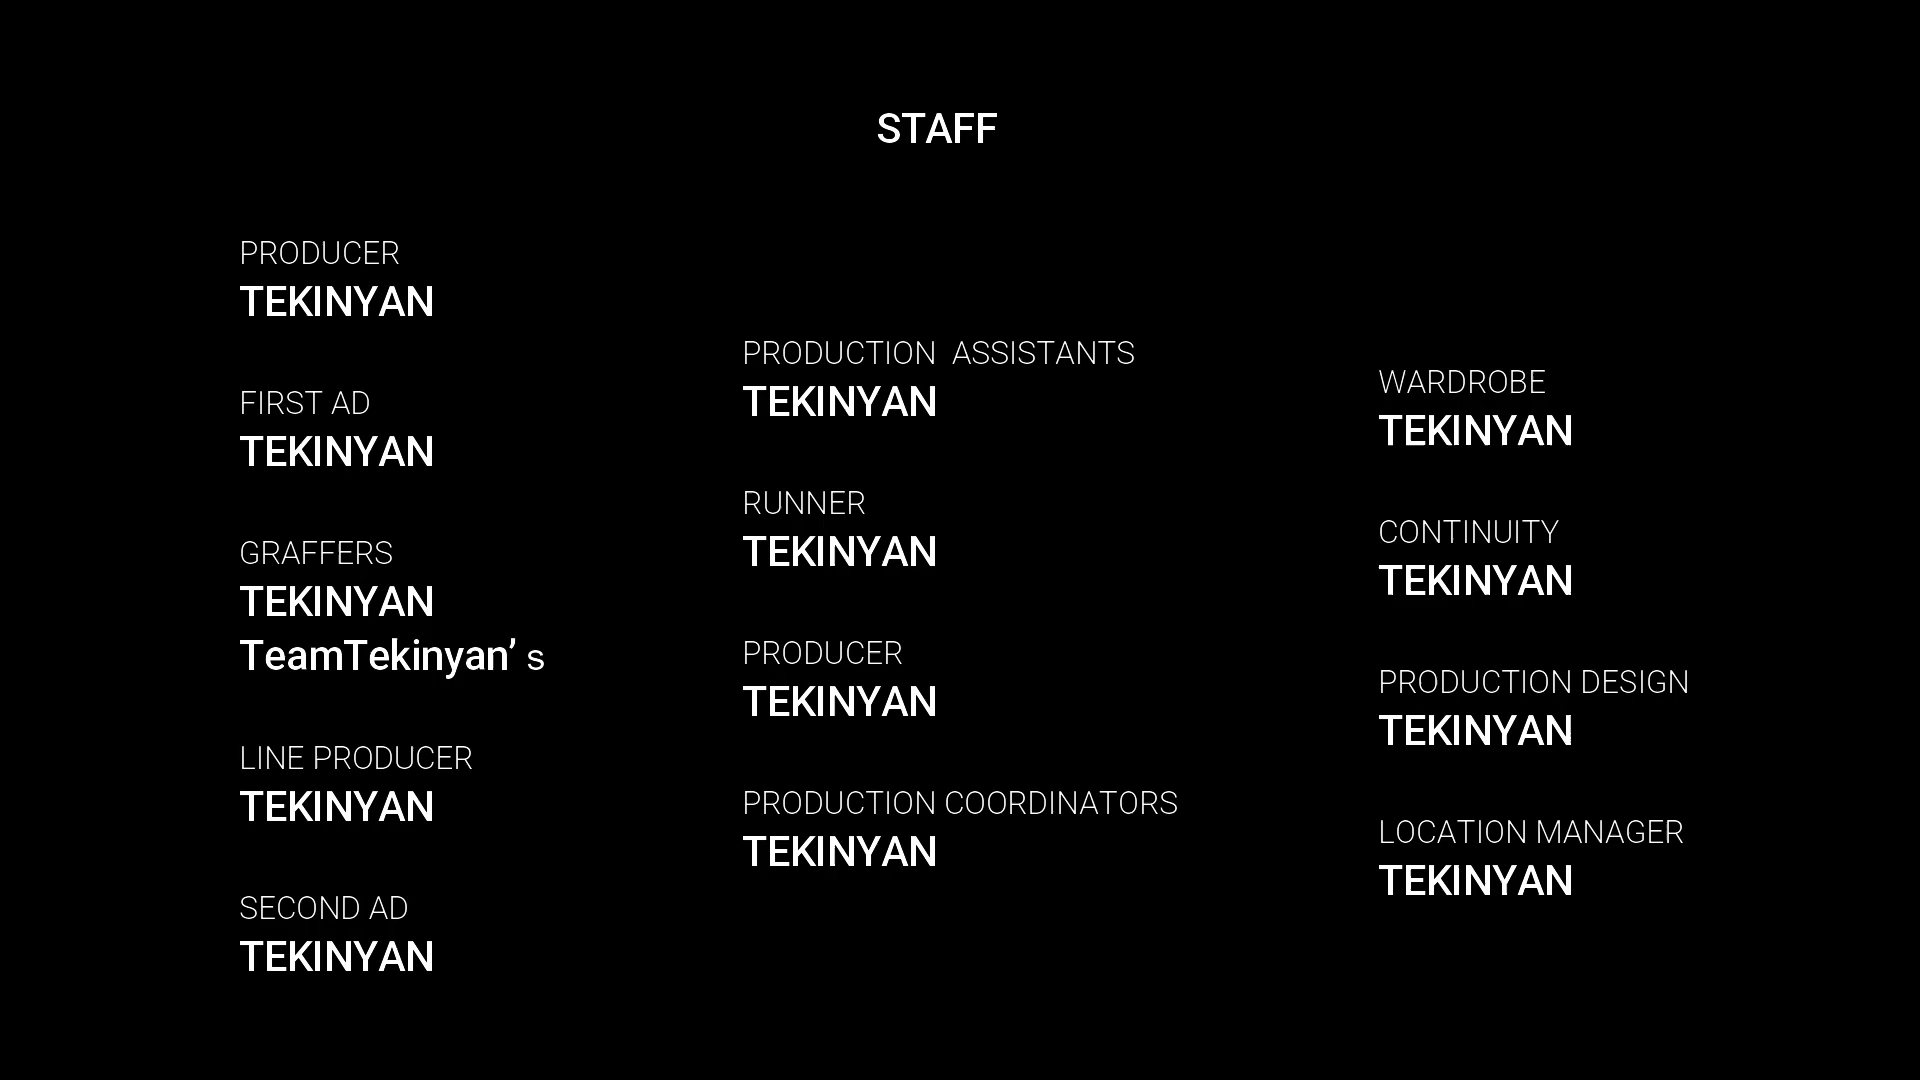 STAFF
PRODUCER
TEKINYAN
FIRST AD
TEKINYAN
GRAFFERS
TEKINYAN
TeamTekinyan’ s
LINE PRODUCER
TEKINYAN
SECOND AD
TEKINYAN
PRODUCTION  ASSISTANTS
TEKINYAN
RUNNER
TEKINYAN
PRODUCER
TEKINYAN
PRODUCTION COORDINATORS
TEKINYAN
WARDROBE
TEKINYAN
CONTINUITY
TEKINYAN
PRODUCTION DESIGN
TEKINYAN
LOCATION MANAGER
TEKINYAN